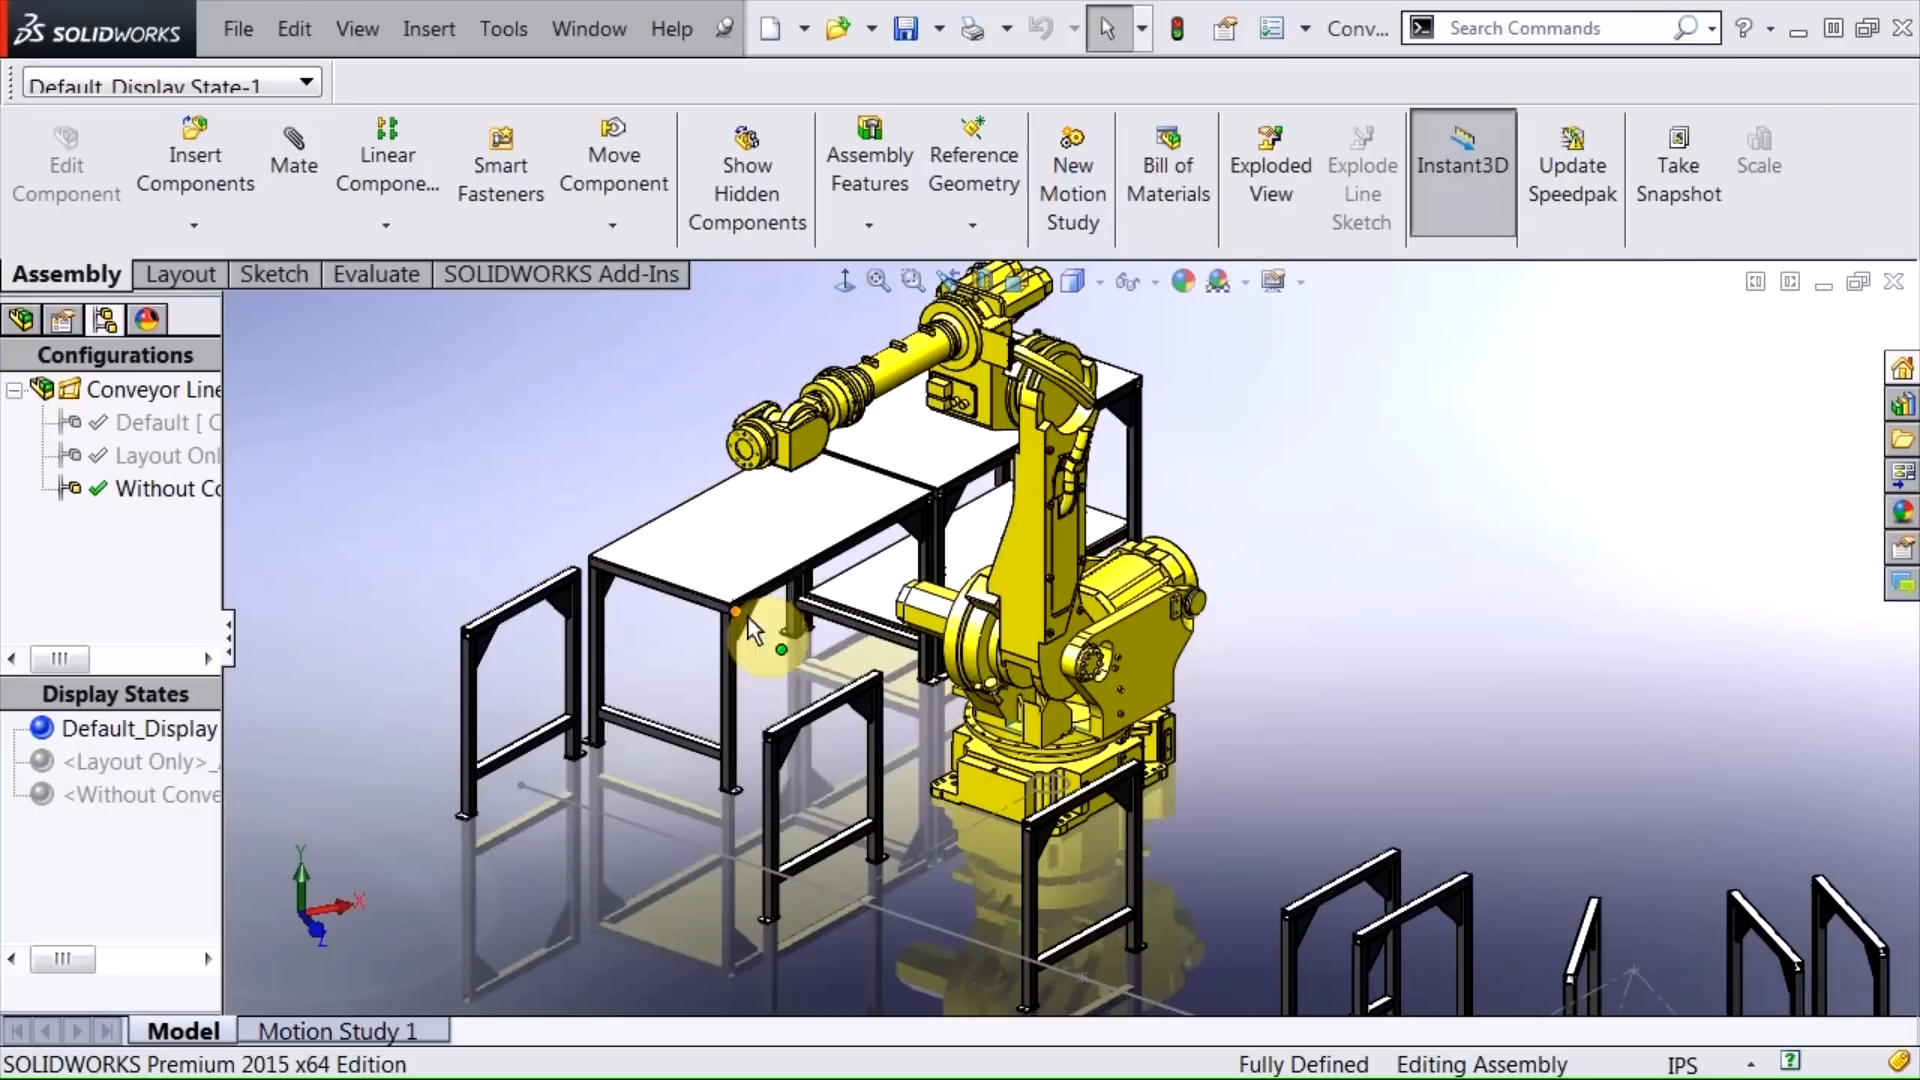 SOLIDWORKS File Edit View Insert Tools Window Help Conv... Search Commands ?
Default_Display State-1
Edit Component
Insert Components
Mate
Linear Compone...
Smart Fasteners
Move Component
Show Hidden Components
Assembly Features
Reference Geometry
New Motion Study
Bill of Materials
Exploded View
Explode Line Sketch
Instant3D
Update Speedpak
Take Snapshot
Scale
Assembly Layout Sketch Evaluate SOLIDWORKS Add-Ins
Configurations
Conveyor Line
Default [ C
Layout Onl
Without Co
Display States
Default_Display
<Layout Only>_
<Without Conve
Y
X
Z
Model Motion Study 1
SOLIDWORKS Premium 2015 x64 Edition Fully Defined Editing Assembly IPS ?